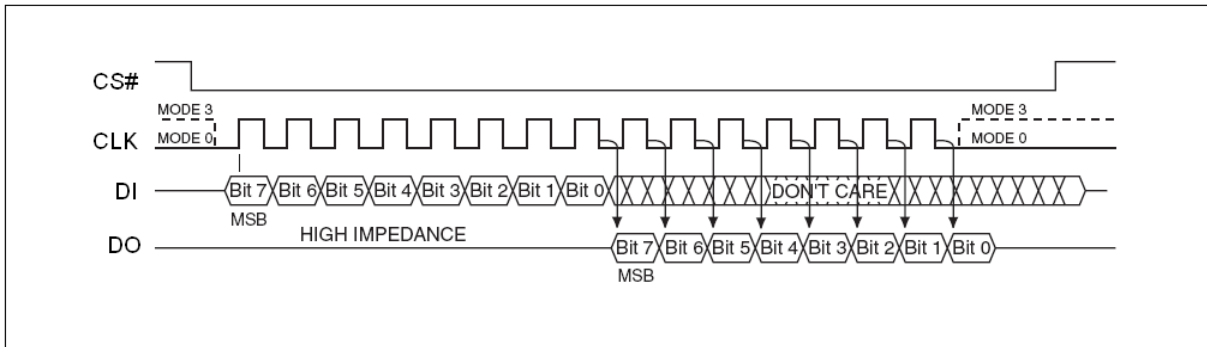 CS#
MODE 3 MODE 3
CLK MODE 0 MODE 0
DI Bit 7 Bit 6 Bit 5 Bit 4 Bit 3 Bit 2 Bit 1 Bit 0 DON'T CARE
MSB
HIGH IMPEDANCE
DO Bit 7 Bit 6 Bit 5 Bit 4 Bit 3 Bit 2 Bit 1 Bit 0
MSB